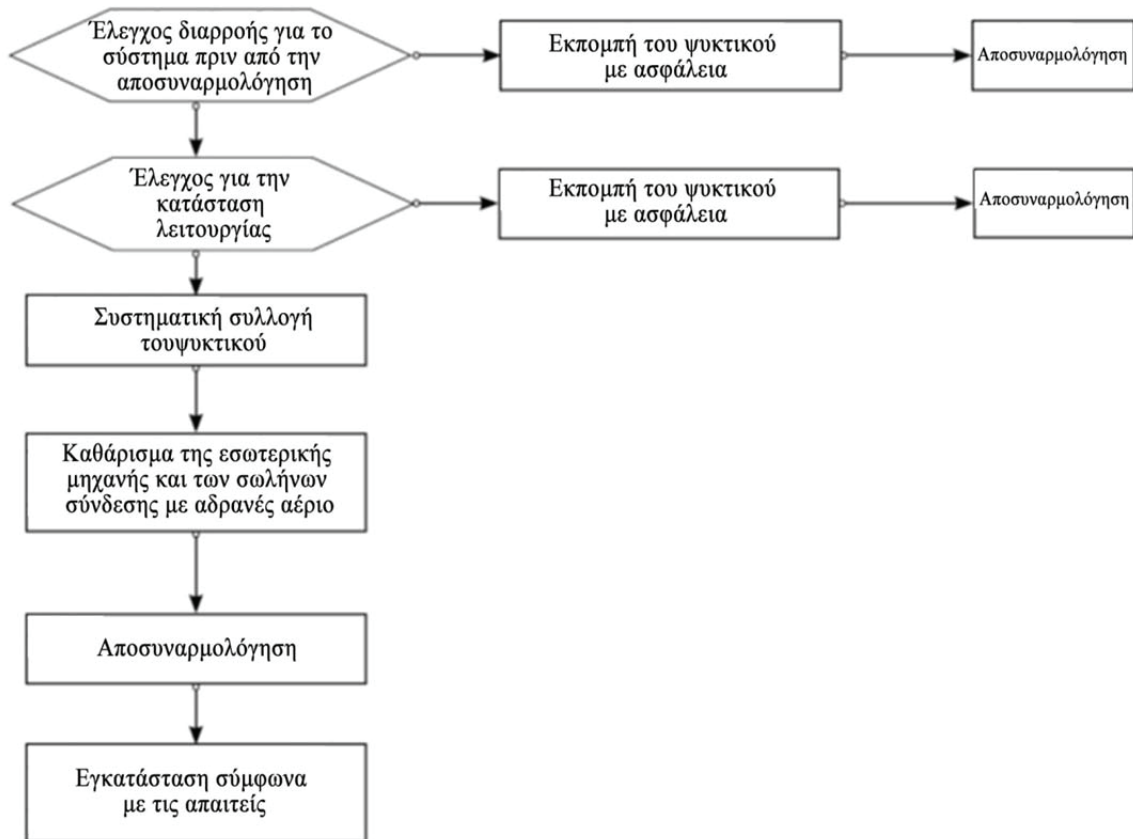 Έλεγχος διαρροής για το
σύστημα πριν από την
αποσυναρμολόγηση
Εκπομπή του ψυκτικού
με ασφάλεια
Αποσυναρμολόγηση
Έλεγχος για την
κατάσταση
λειτουργίας
Εκπομπή του ψυκτικού
με ασφάλεια
Αποσυναρμολόγηση
Συστηματική συλλογή
τουψυκτικού
Καθάρισμα της εσωτερικής
μηχανής και των σωλήνων
σύνδεσης με αδρανές αέριο
Αποσυναρμολόγηση
Εγκατάσταση σύμφωνα
με τις απαιτείς